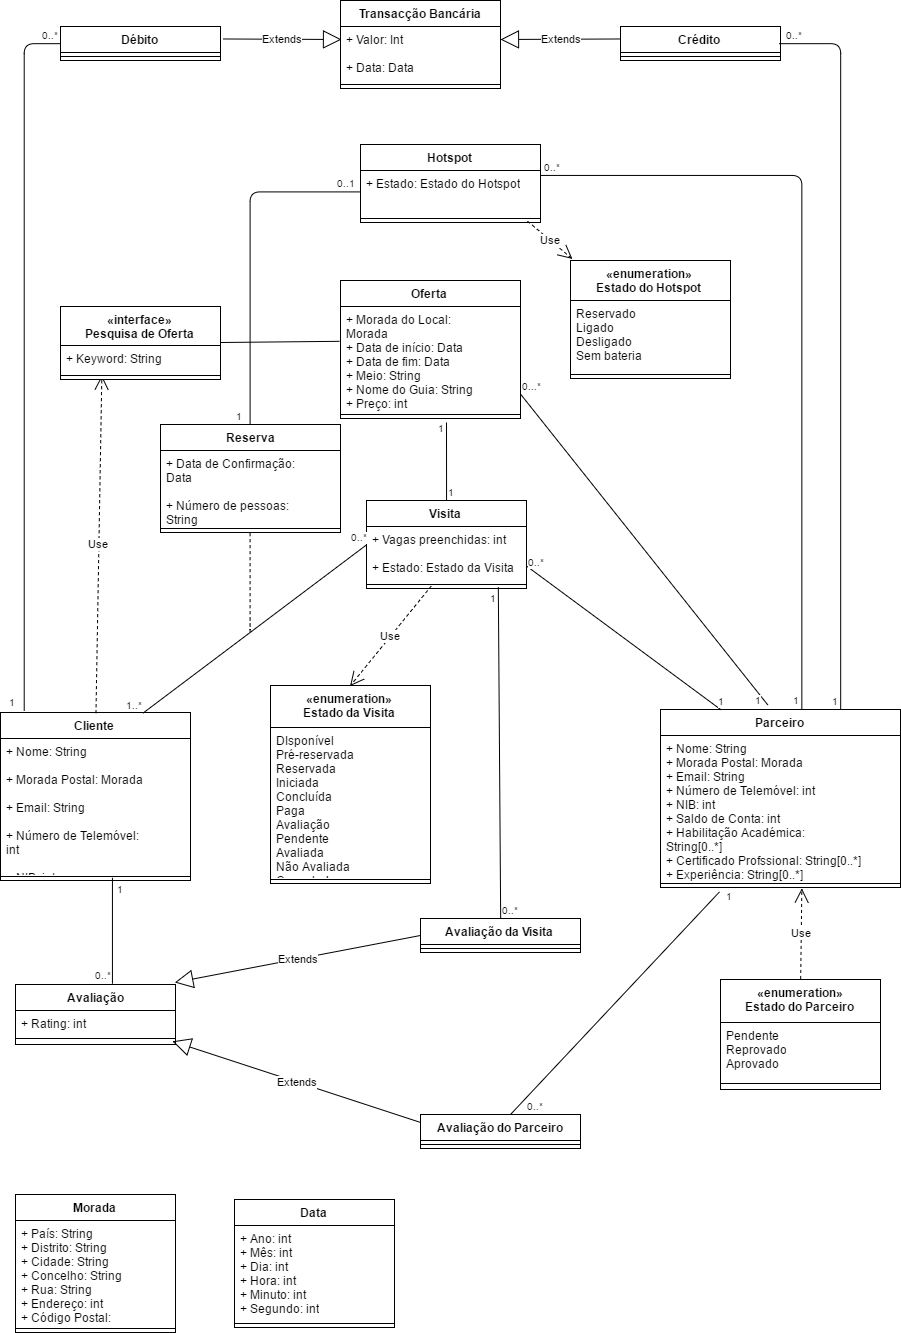 Transacção Bancária
+ Valor: Int
+ Data: Data
0..*
Débito
Extends
Extends
Crédito
0..*
Hotspot
+ Estado: Estado do Hotspot
0..1
0..*
Use
«enumeration»
Estado do Hotspot
Reservado
Ligado
Desligado
Sem bateria
Oferta
+ Morada do Local:
Morada
+ Data de início: Data
+ Data de fim: Data
+ Meio: String
+ Nome do Guia: String
+ Preço: int
«interface»
Pesquisa de Oferta
+ Keyword: String
0...*
1
1
Reserva
+ Data de Confirmação:
Data
+ Número de pessoas:
String
1
Visita
+ Vagas preenchidas: int
+ Estado: Estado da Visita
0..*
0..*
Use
1
Use
«enumeration»
Estado da Visita
DIsponível
Pré-reservada
Reservada
Iniciada
Concluída
Paga
Avaliação
Pendente
Avaliada
Não Avaliada
1
1..*
Cliente
+ Nome: String
+ Morada Postal: Morada
+ Email: String
+ Número de Telemóvel:
int
1
1
1
1
Parceiro
+ Nome: String
+ Morada Postal: Morada
+ Email: String
+ Número de Telemóvel: int
+ NIB: int
+ Saldo de Conta: int
+ Habilitação Académica:
String[0..*]
+ Certificado Profssional: String[0..*]
+ Experiência: String[0..*]
1
1
0..*
Avaliação da Visita
Use
Extends
0..*
Avaliação
+ Rating: int
«enumeration»
Estado do Parceiro
Pendente
Reprovado
Aprovado
Extends
0..*
Avaliação do Parceiro
Morada
+ País: String
+ Distrito: String
+ Cidade: String
+ Concelho: String
+ Rua: String
+ Endereço: int
+ Código Postal:
Data
+ Ano: int
+ Mês: int
+ Dia: int
+ Hora: int
+ Minuto: int
+ Segundo: int